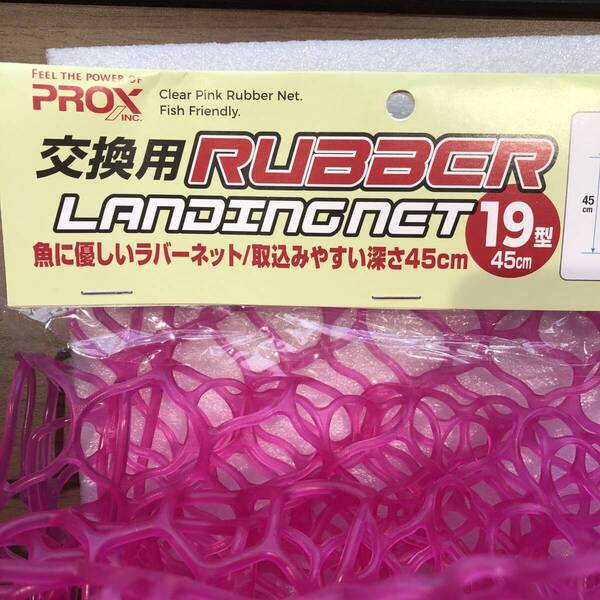 FEEL THE POWER OF
PROX INC.
Clear Pink Rubber Net.
Fish Friendly.
交換用 RUBBER
LANDING NET
19型
45cm
魚に優しいラバーネット/取込みやすい深さ45cm
45
cm